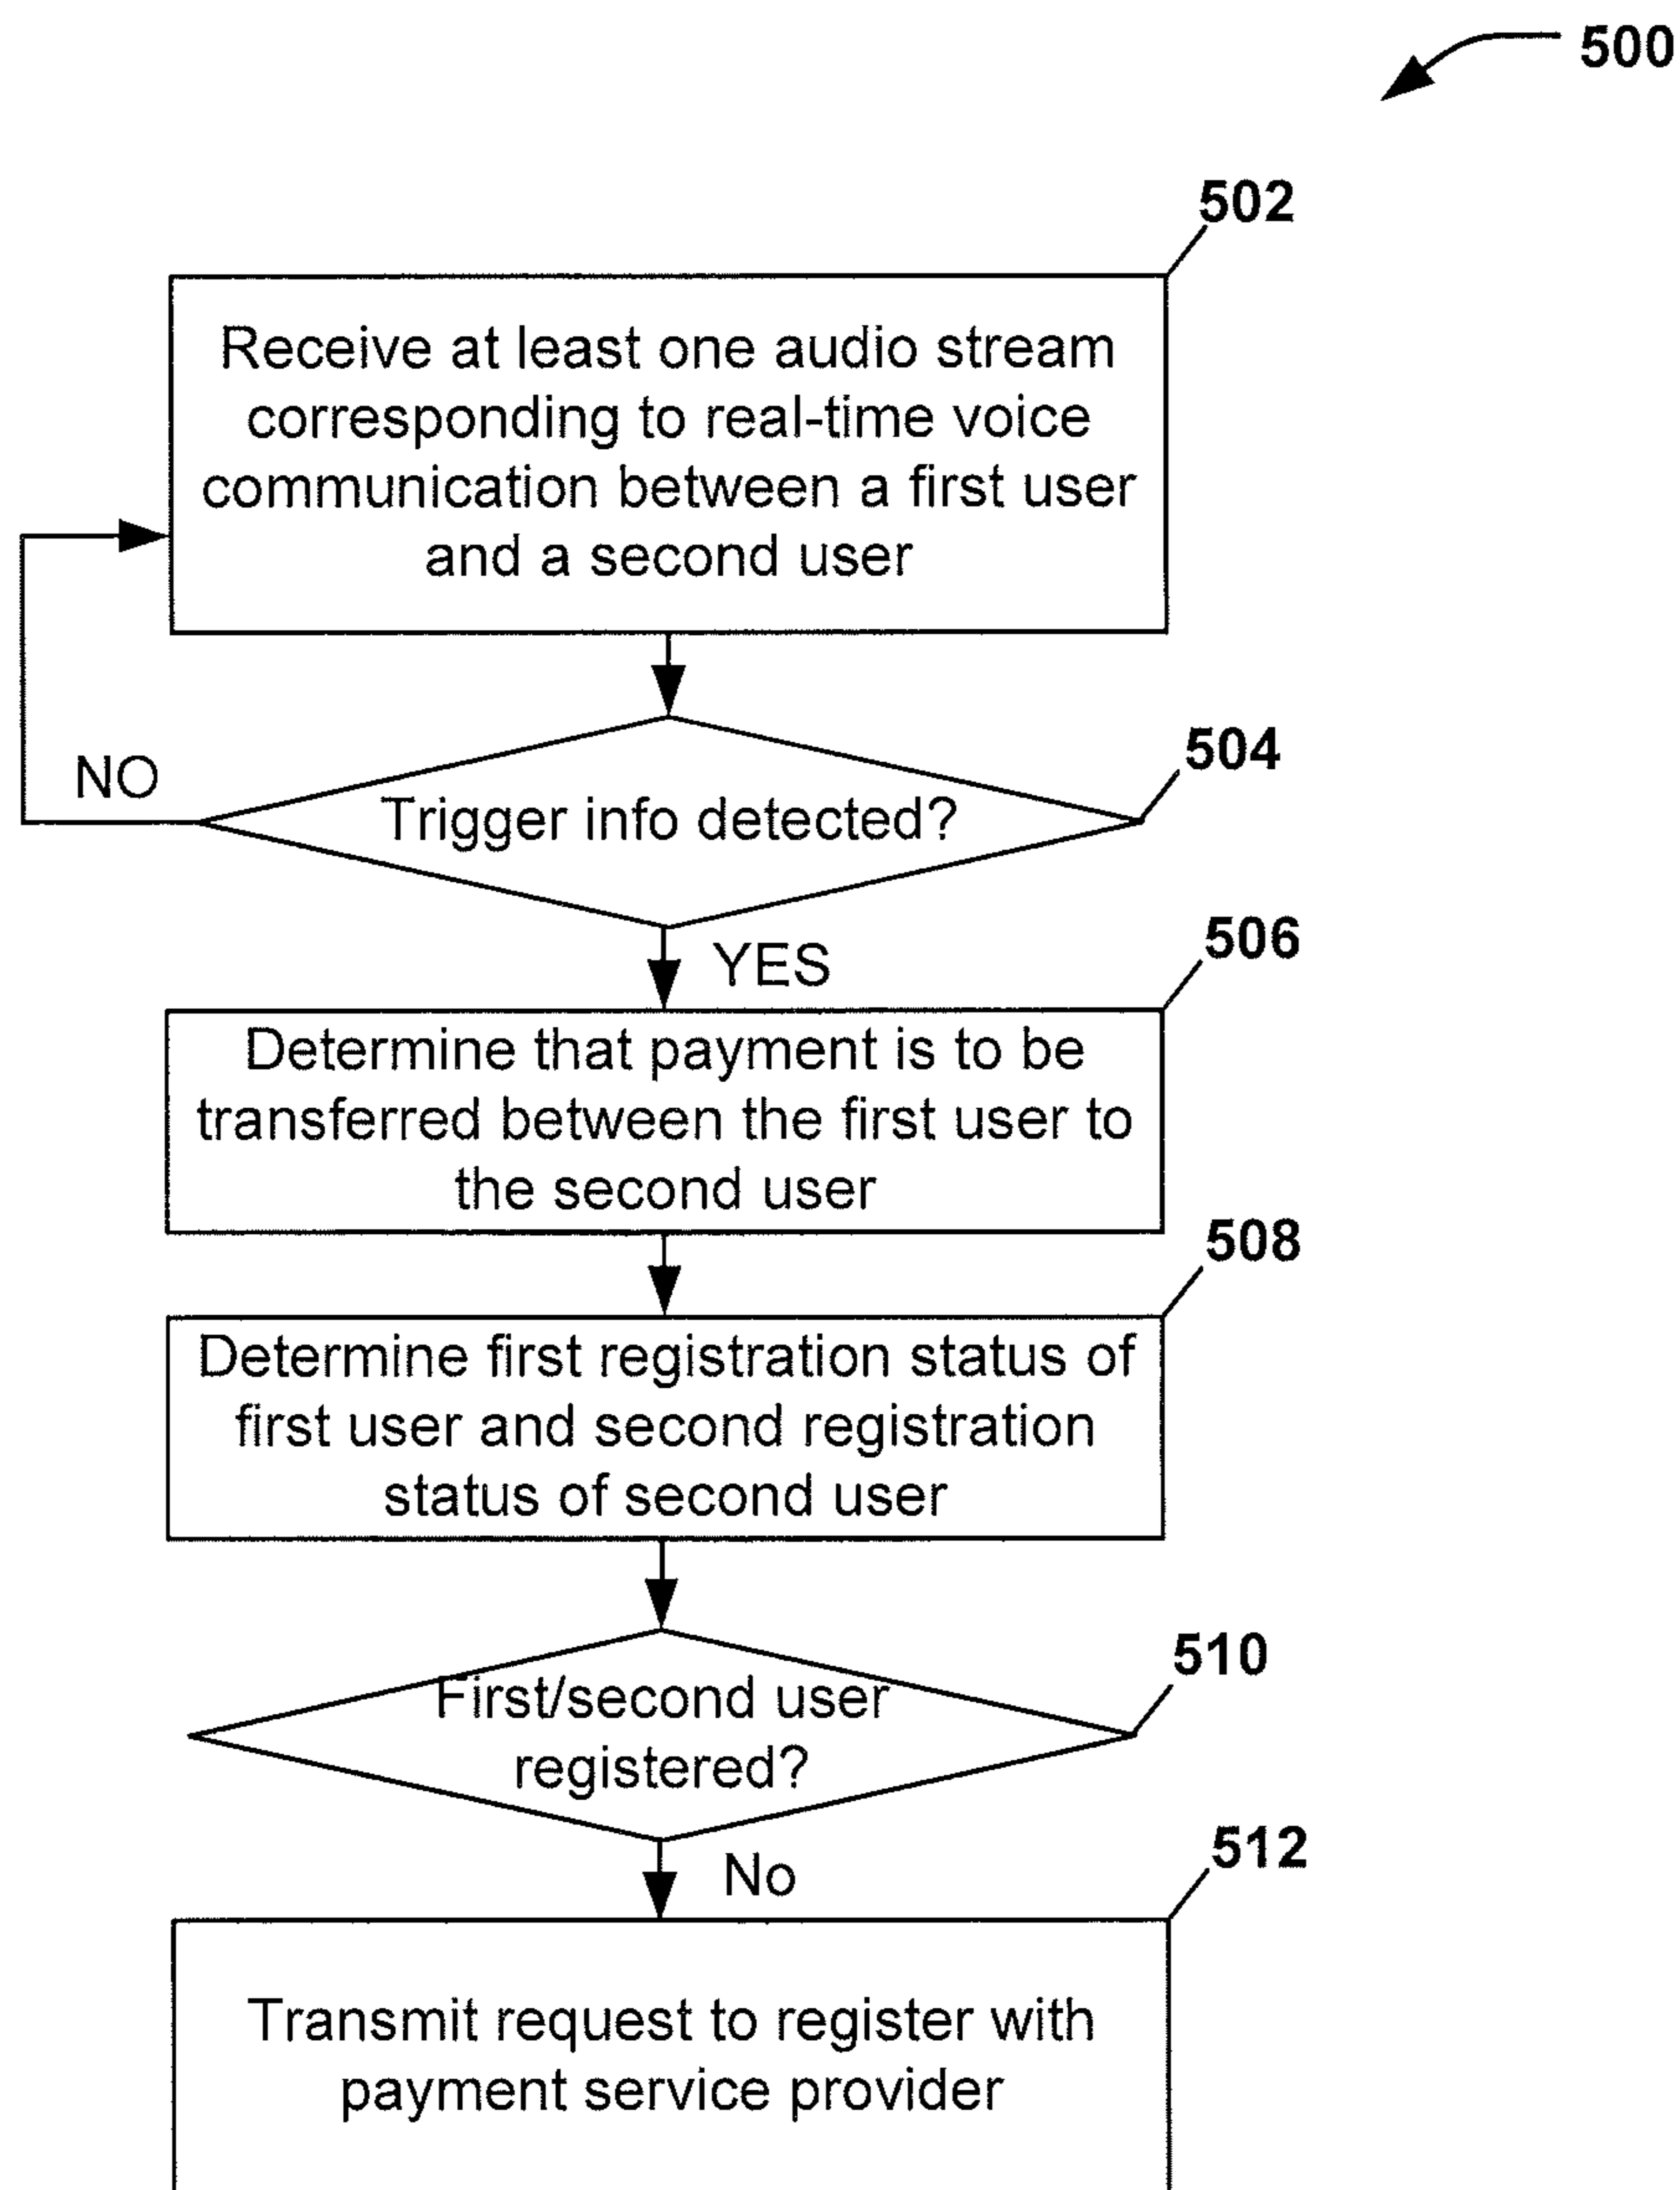 500
502
Receive at least one audio stream
corresponding to real-time voice
communication between a first user
and a second user
NO
504
Trigger info detected?
YES
506
Determine that payment is to be
transferred between the first user to
the second user
508
Determine first registration status of
first user and second registration
status of second user
510
First/second user
registered?
No
512
Transmit request to register with
payment service provider